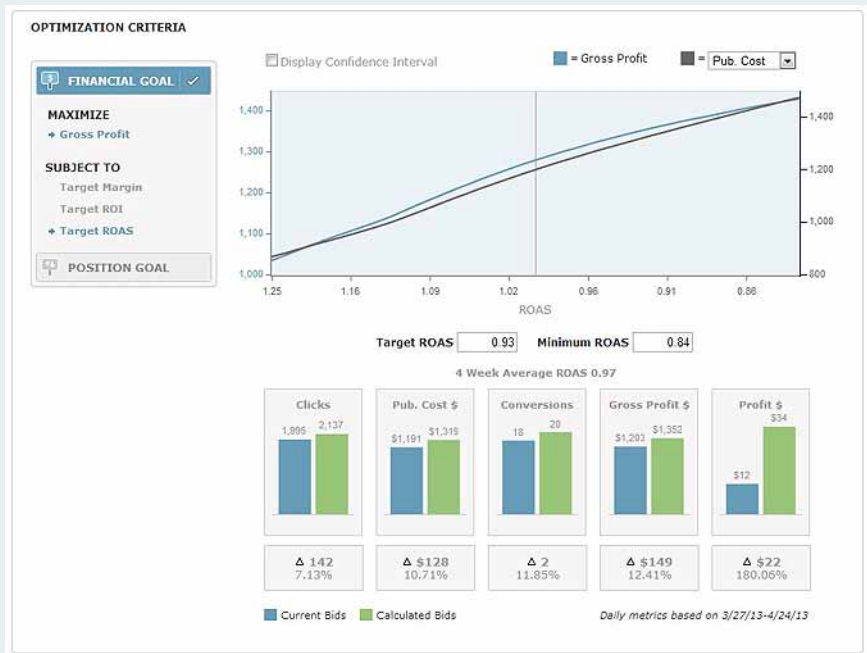 OPTIMIZATION CRITERIA
FINANCIAL GOAL
MAXIMIZE
Gross Profit
SUBJECT TO
Target Margin
Target ROI
Target ROAS
POSITION GOAL
Display Confidence Interval
= Gross Profit
= Pub. Cost
1,400
1,300
1,200
1,100
1,000
1,400
1,200
1,000
800
1.25 1.16 1.09 1.02 0.96 0.91 0.86
ROAS
Target ROAS 0.93 Minimum ROAS 0.84
4 Week Average ROAS 0.97
Clicks Pub. Cost $ Conversions Gross Profit $ Profit $
1,995 2,137 $1,191 $1,319 18 20 $1,203 $1,352 $12 $34
Δ 142 Δ $128 Δ 2 Δ $149 Δ $22
7.13% 10.71% 11.85% 12.41% 180.06%
Current Bids Calculated Bids Daily metrics based on 3/27/13-4/24/13